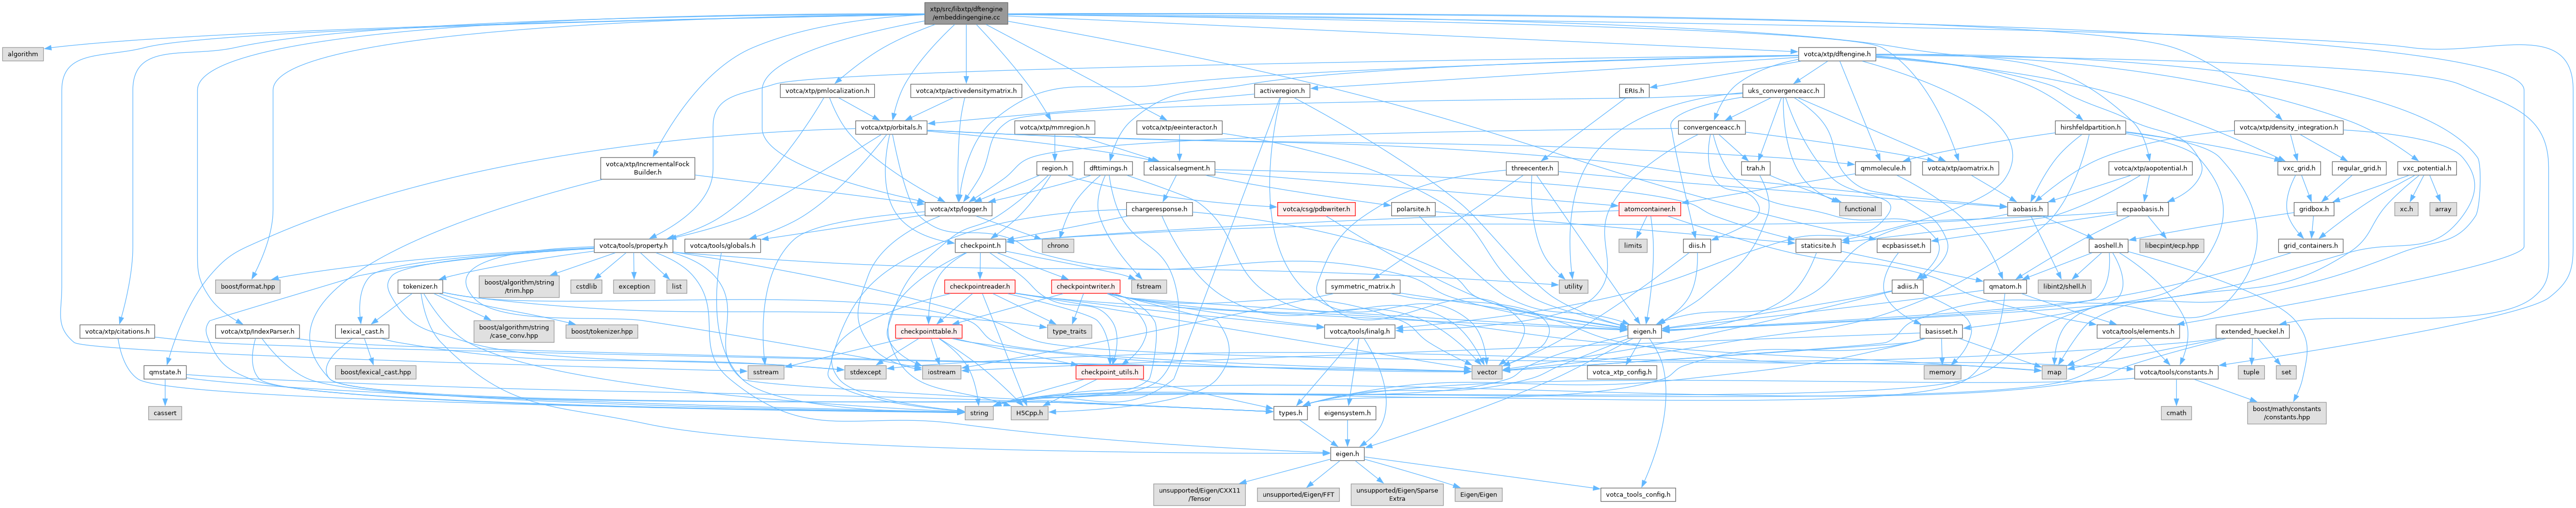 xtp/src/libxtp/dftengine
/embeddingengine.cc
algorithm
votca/xtp/dftengine.h
votca/xtp/pmlocalization.h
votca/xtp/activedensitymatrix.h
activeregion.h
ERIs.h
uks_convergenceacc.h
votca/xtp/orbitals.h
votca/xtp/mmregion.h
votca/xtp/eeinteractor.h
convergenceacc.h
hirshfeldpartition.h
votca/xtp/density_integration.h
votca/xtp/IncrementalFock
Builder.h
region.h
dfttimings.h
classicalsegment.h
threecenter.h
trah.h
qmmolecule.h
votca/xtp/aomatrix.h
votca/xtp/aopotential.h
vxc_grid.h
regular_grid.h
vxc_potential.h
votca/xtp/logger.h
chargeresponse.h
votca/csg/pdbwriter.h
polarsite.h
atomcontainer.h
functional
aobasis.h
ecpaobasis.h
gridbox.h
xc.h
array
votca/tools/property.h
votca/tools/globals.h
chrono
checkpoint.h
limits
diis.h
staticsite.h
ecpbasisset.h
aoshell.h
libecpint/ecp.hpp
grid_containers.h
boost/format.hpp
tokenizer.h
boost/algorithm/string
/trim.hpp
cstdlib
exception
list
checkpointreader.h
checkpointwriter.h
fstream
symmetric_matrix.h
utility
adiis.h
qmatom.h
libint2/shell.h
votca/xtp/citations.h
votca/xtp/IndexParser.h
lexical_cast.h
boost/algorithm/string
/case_conv.hpp
boost/tokenizer.hpp
checkpointtable.h
type_traits
votca/tools/linalg.h
eigen.h
basisset.h
votca/tools/elements.h
extended_hueckel.h
qmstate.h
boost/lexical_cast.hpp
sstream
stdexcept
iostream
checkpoint_utils.h
vector
votca_xtp_config.h
memory
map
votca/tools/constants.h
tuple
set
cassert
string
H5Cpp.h
types.h
eigensystem.h
cmath
boost/math/constants
/constants.hpp
eigen.h
unsupported/Eigen/CXX11
/Tensor
unsupported/Eigen/FFT
unsupported/Eigen/Sparse
Extra
Eigen/Eigen
votca_tools_config.h